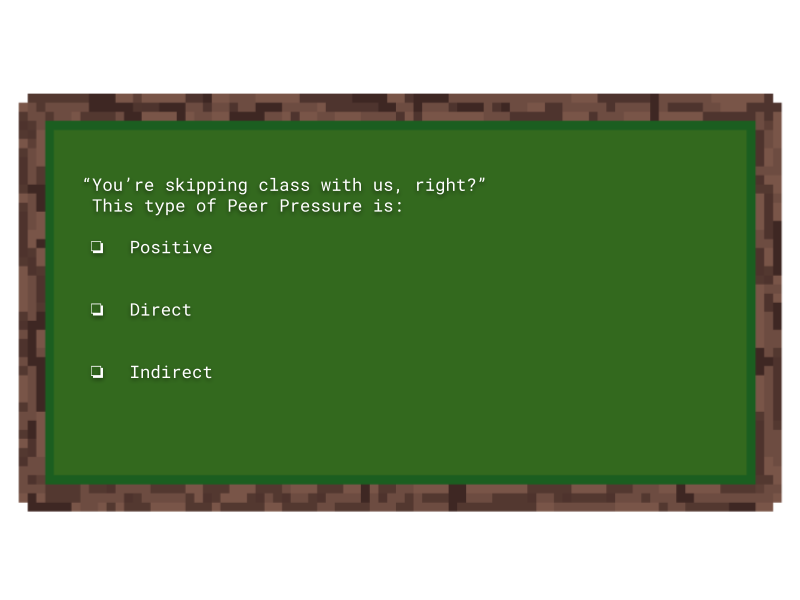 “You’re skipping class with us, right?”
This type of Peer Pressure is:
❏ Positive
❏ Direct
❏ Indirect